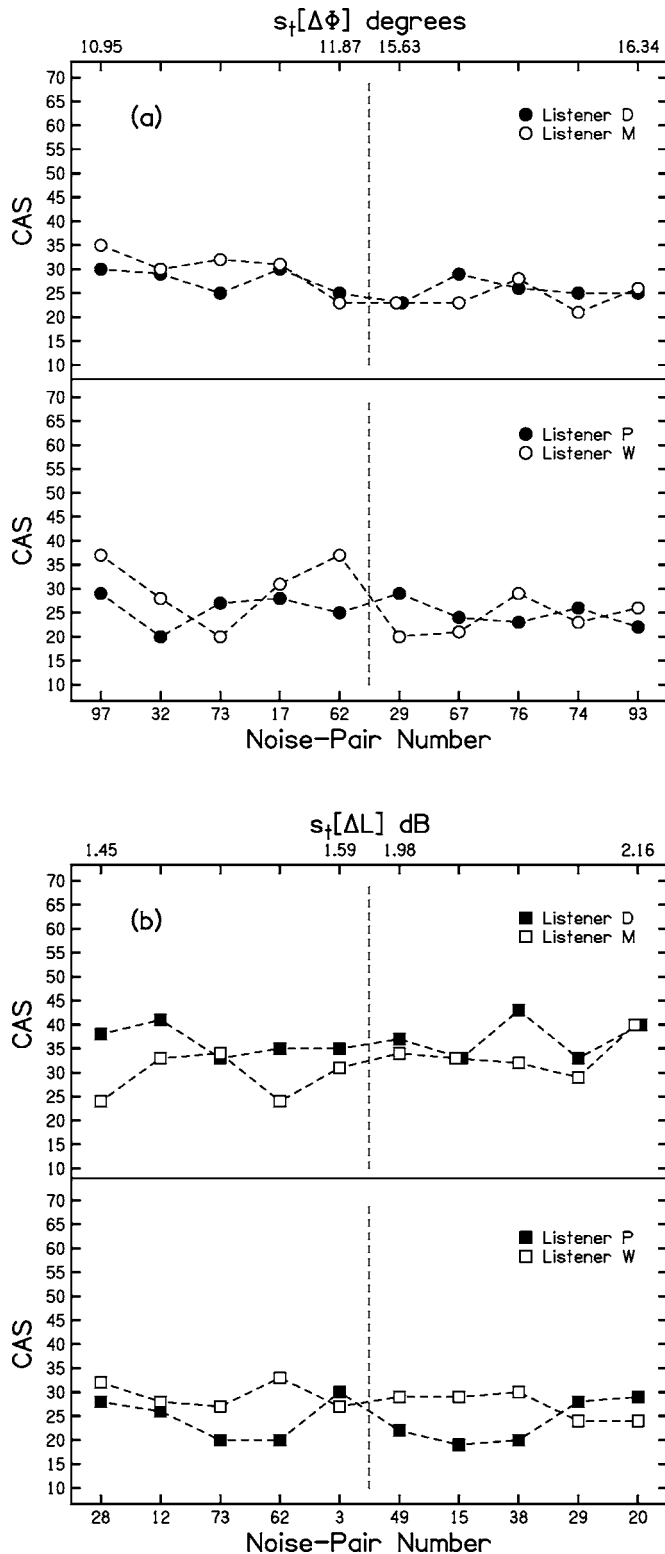 s_t[ΔΦ] degrees
10.95 11.87 15.63 16.34
70
65
60
55
50
45
40
35
30
25
20
15
10
CAS
(a)
Listener D
Listener M
70
65
60
55
50
45
40
35
30
25
20
15
10
CAS
Listener P
Listener W
97 32 73 17 62 29 67 76 74 93
Noise-Pair Number
s_t[ΔL] dB
1.45 1.59 1.98 2.16
70
65
60
55
50
45
40
35
30
25
20
15
10
CAS
(b)
Listener D
Listener M
70
65
60
55
50
45
40
35
30
25
20
15
10
CAS
Listener P
Listener W
28 12 73 62 3 49 15 38 29 20
Noise-Pair Number